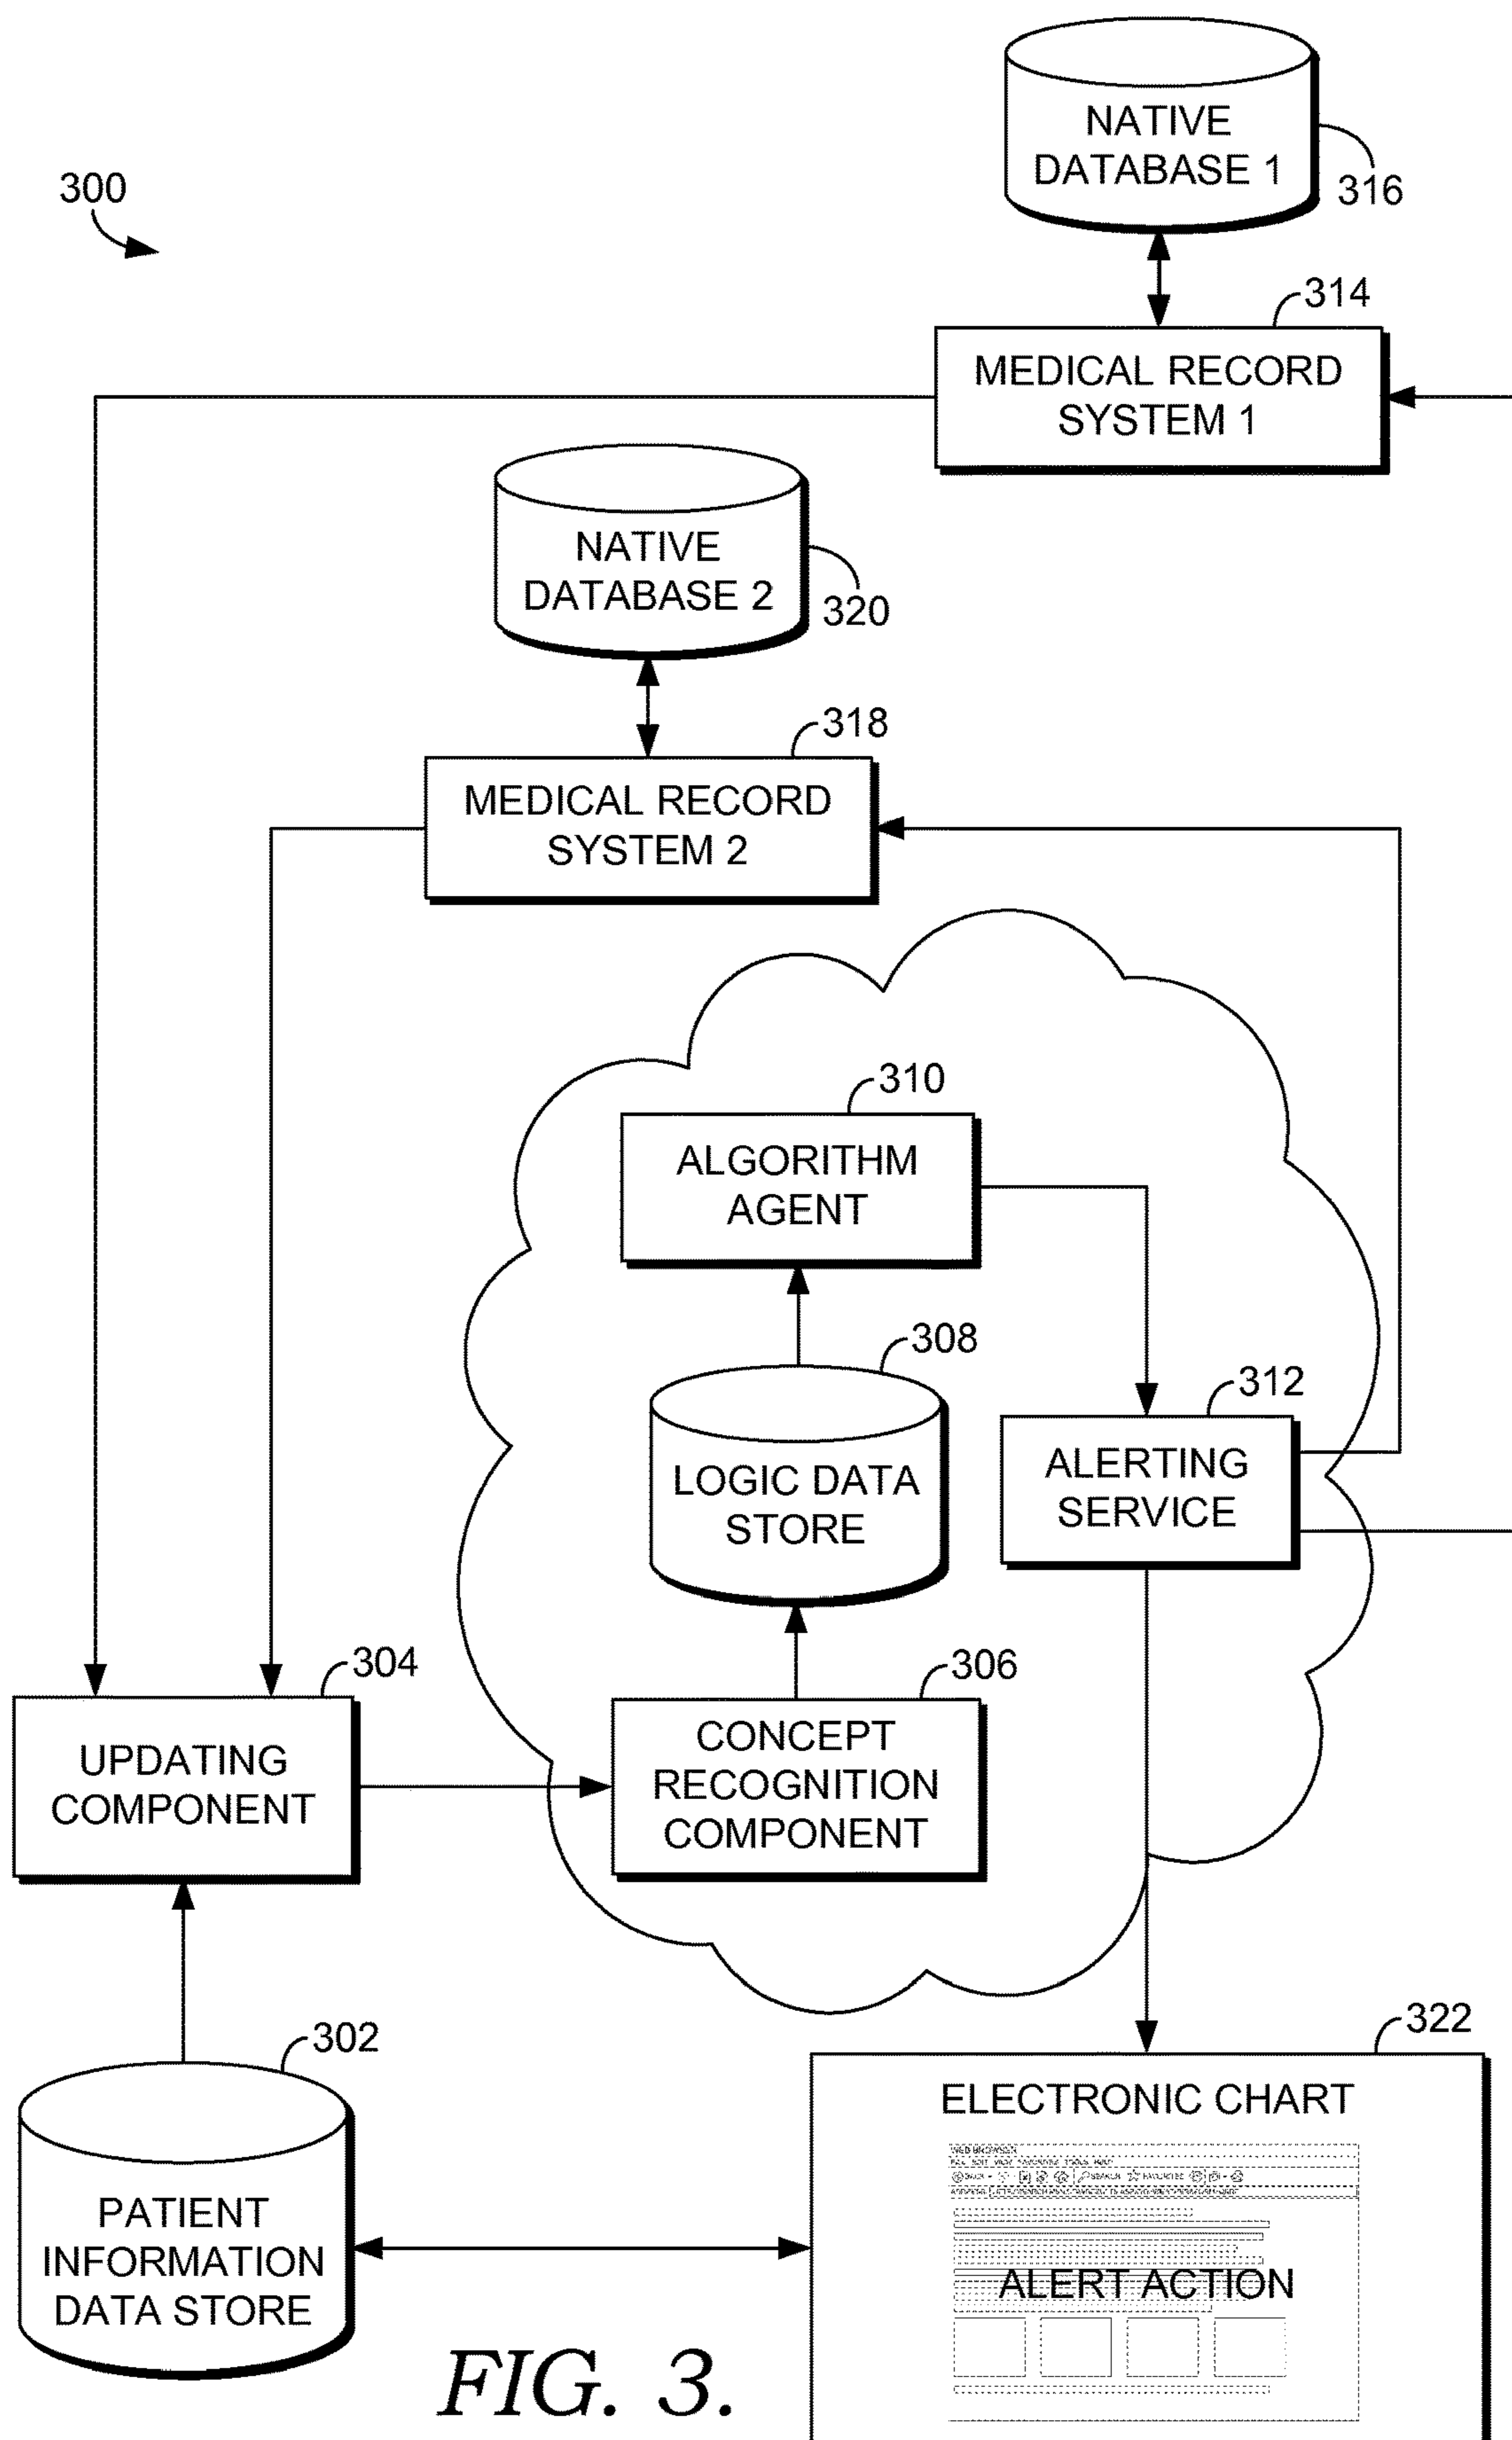 300
NATIVE
DATABASE 1
316
314
MEDICAL RECORD
SYSTEM 1
NATIVE
DATABASE 2
320
318
MEDICAL RECORD
SYSTEM 2
310
ALGORITHM
AGENT
308
LOGIC DATA
STORE
312
ALERTING
SERVICE
304
UPDATING
COMPONENT
306
CONCEPT
RECOGNITION
COMPONENT
302
PATIENT
INFORMATION
DATA STORE
322
ELECTRONIC CHART
WEB BROWSER
ALERT ACTION
FIG. 3.